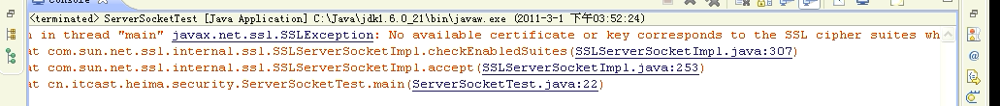 Console
<terminated> ServerSocketTest [Java Application] C:\Java\jdk1.6.0_21\bin\javaw.exe (2011-3-1 下午03:52:24)
n in thread "main" javax.net.ssl.SSLException: No available certificate or key corresponds to the SSL cipher suites wh
at com.sun.net.ssl.internal.ssl.SSLServerSocketImpl.checkEnabledSuites(SSLServerSocketImpl.java:307)
at com.sun.net.ssl.internal.ssl.SSLServerSocketImpl.accept(SSLServerSocketImpl.java:253)
at cn.itcast.heima.security.ServerSocketTest.main(ServerSocketTest.java:22)